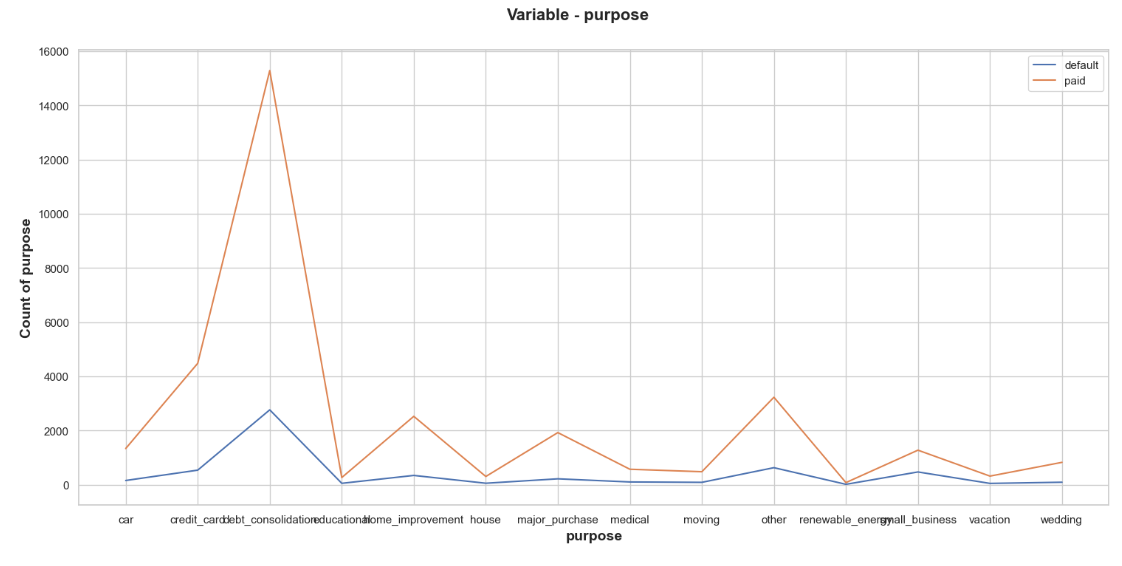 Variable - purpose
default
paid
16000
14000
12000
10000
8000
6000
4000
2000
0
Count of purpose
car credit_card debt_consolidation educational home_improvement house major_purchase medical moving other renewable_energy small_business vacation wedding
purpose